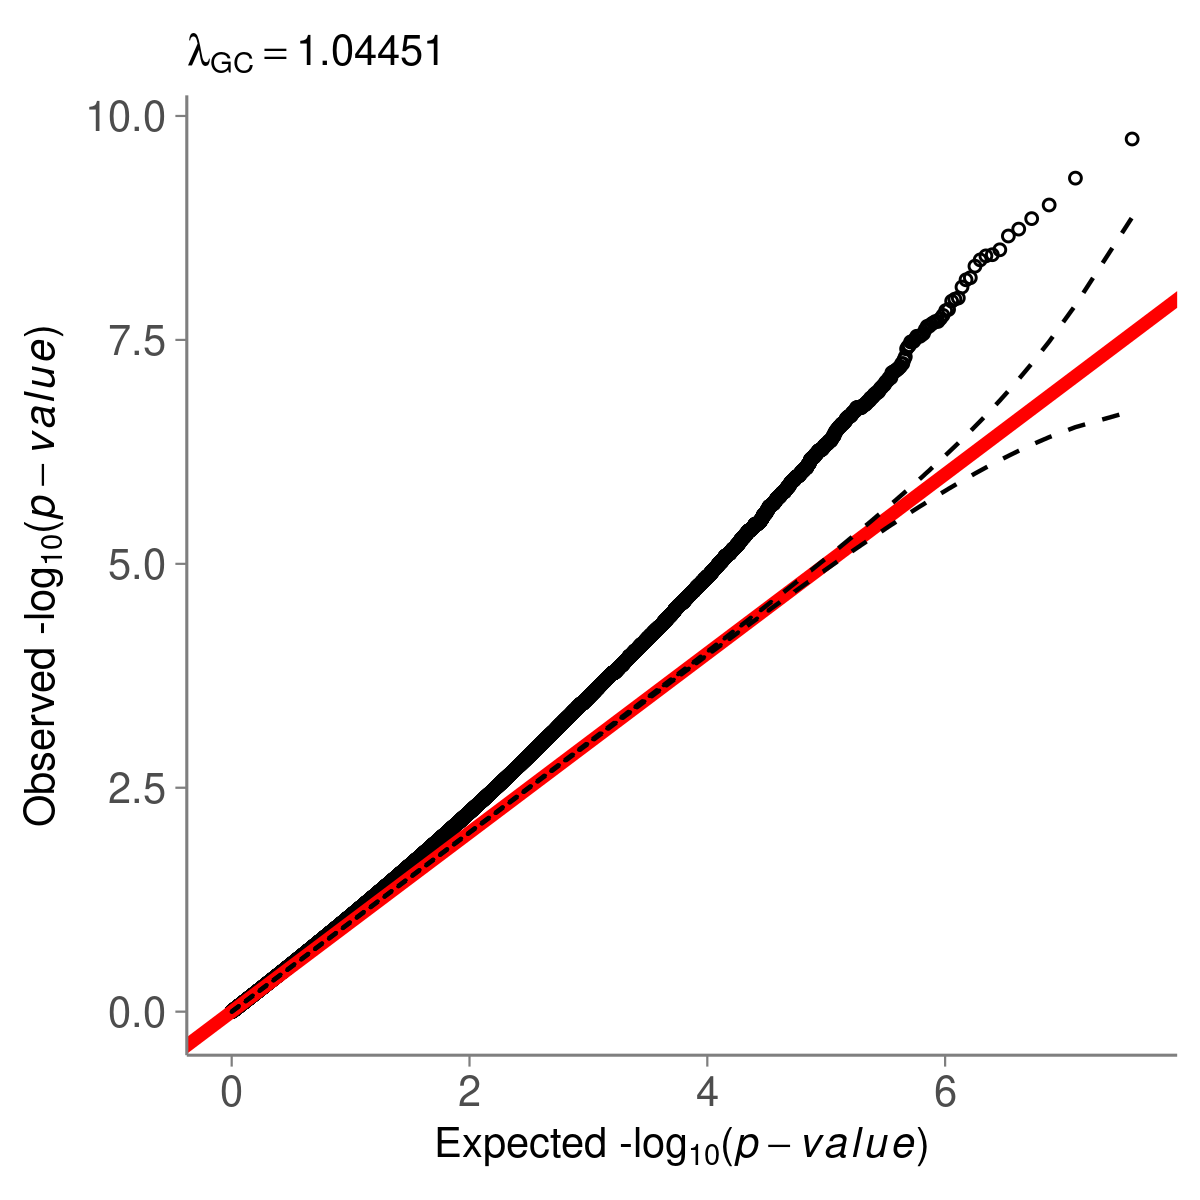 λGC = 1.04451
10.0
7.5
5.0
2.5
0.0
Observed -log10(p − value)
0 2 4 6
Expected -log10(p − value)